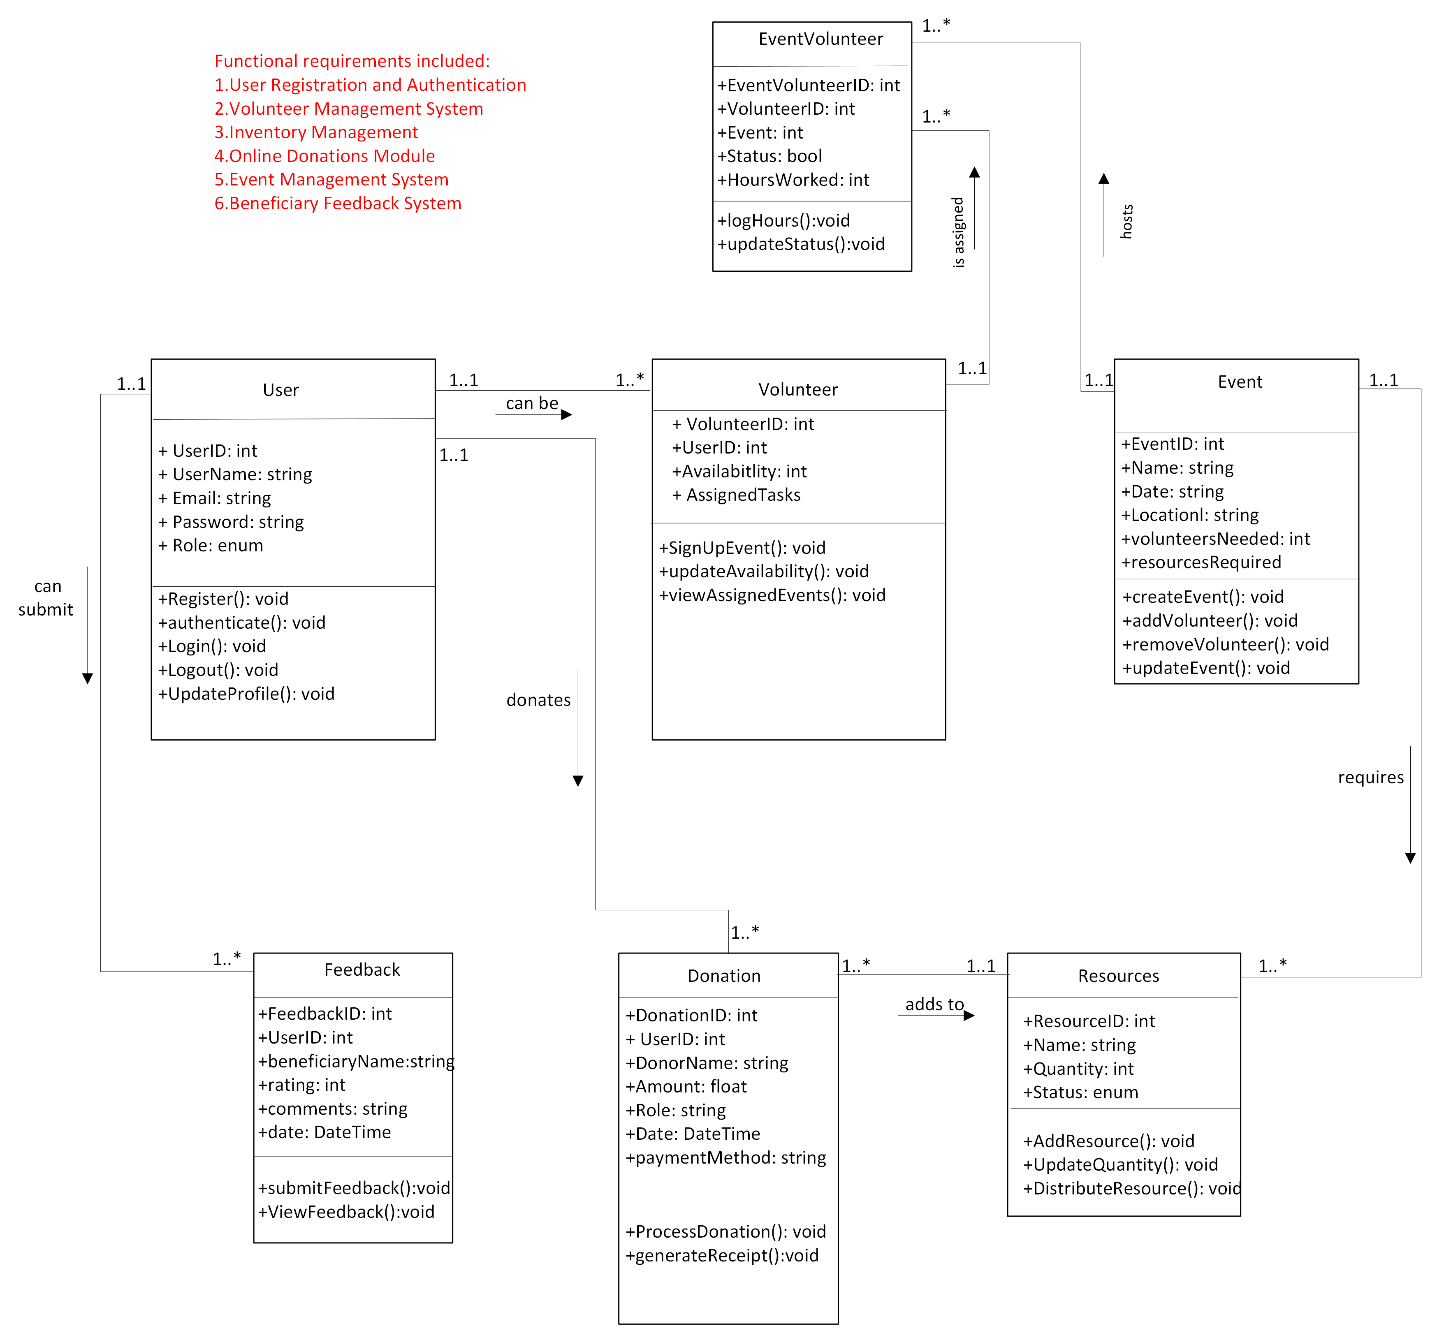 Functional requirements included:
1.User Registration and Authentication
2.Volunteer Management System
3.Inventory Management
4.Online Donations Module
5.Event Management System
6.Beneficiary Feedback System
EventVolunteer
+EventVolunteerID: int
+VolunteerID: int
+Event: int
+Status: bool
+HoursWorked: int
+logHours():void
+updateStatus():void
1..*
1..*
is assigned
hosts
1..1
User
+ UserID: int
+ UserName: string
+ Email: string
+ Password: string
+ Role: enum
+Register(): void
+authenticate(): void
+Login(): void
+Logout(): void
+UpdateProfile(): void
1..1
can be
1..*
1..1
Volunteer
+ VolunteerID: int
+UserID: int
+Availabitlity: int
+ AssignedTasks
+SignUpEvent(): void
+updateAvailability(): void
+viewAssignedEvents(): void
1..1
1..1
Event
+EventID: int
+Name: string
+Date: string
+Locationl: string
+volunteersNeeded: int
+resourcesRequired
+createEvent(): void
+addVolunteer(): void
+removeVolunteer(): void
+updateEvent(): void
1..1
can
submit
donates
requires
1..*
Feedback
+FeedbackID: int
+UserID: int
+beneficiaryName:string
+rating: int
+comments: string
+date: DateTime
+submitFeedback():void
+ViewFeedback():void
1..*
Donation
+DonationID: int
+ UserID: int
+DonorName: string
+Amount: float
+Role: string
+Date: DateTime
+paymentMethod: string
+ProcessDonation(): void
+generateReceipt():void
1..*
adds to
1..1
Resources
+ResourceID: int
+Name: string
+Quantity: int
+Status: enum
+AddResource(): void
+UpdateQuantity(): void
+DistributeResource(): void
1..*